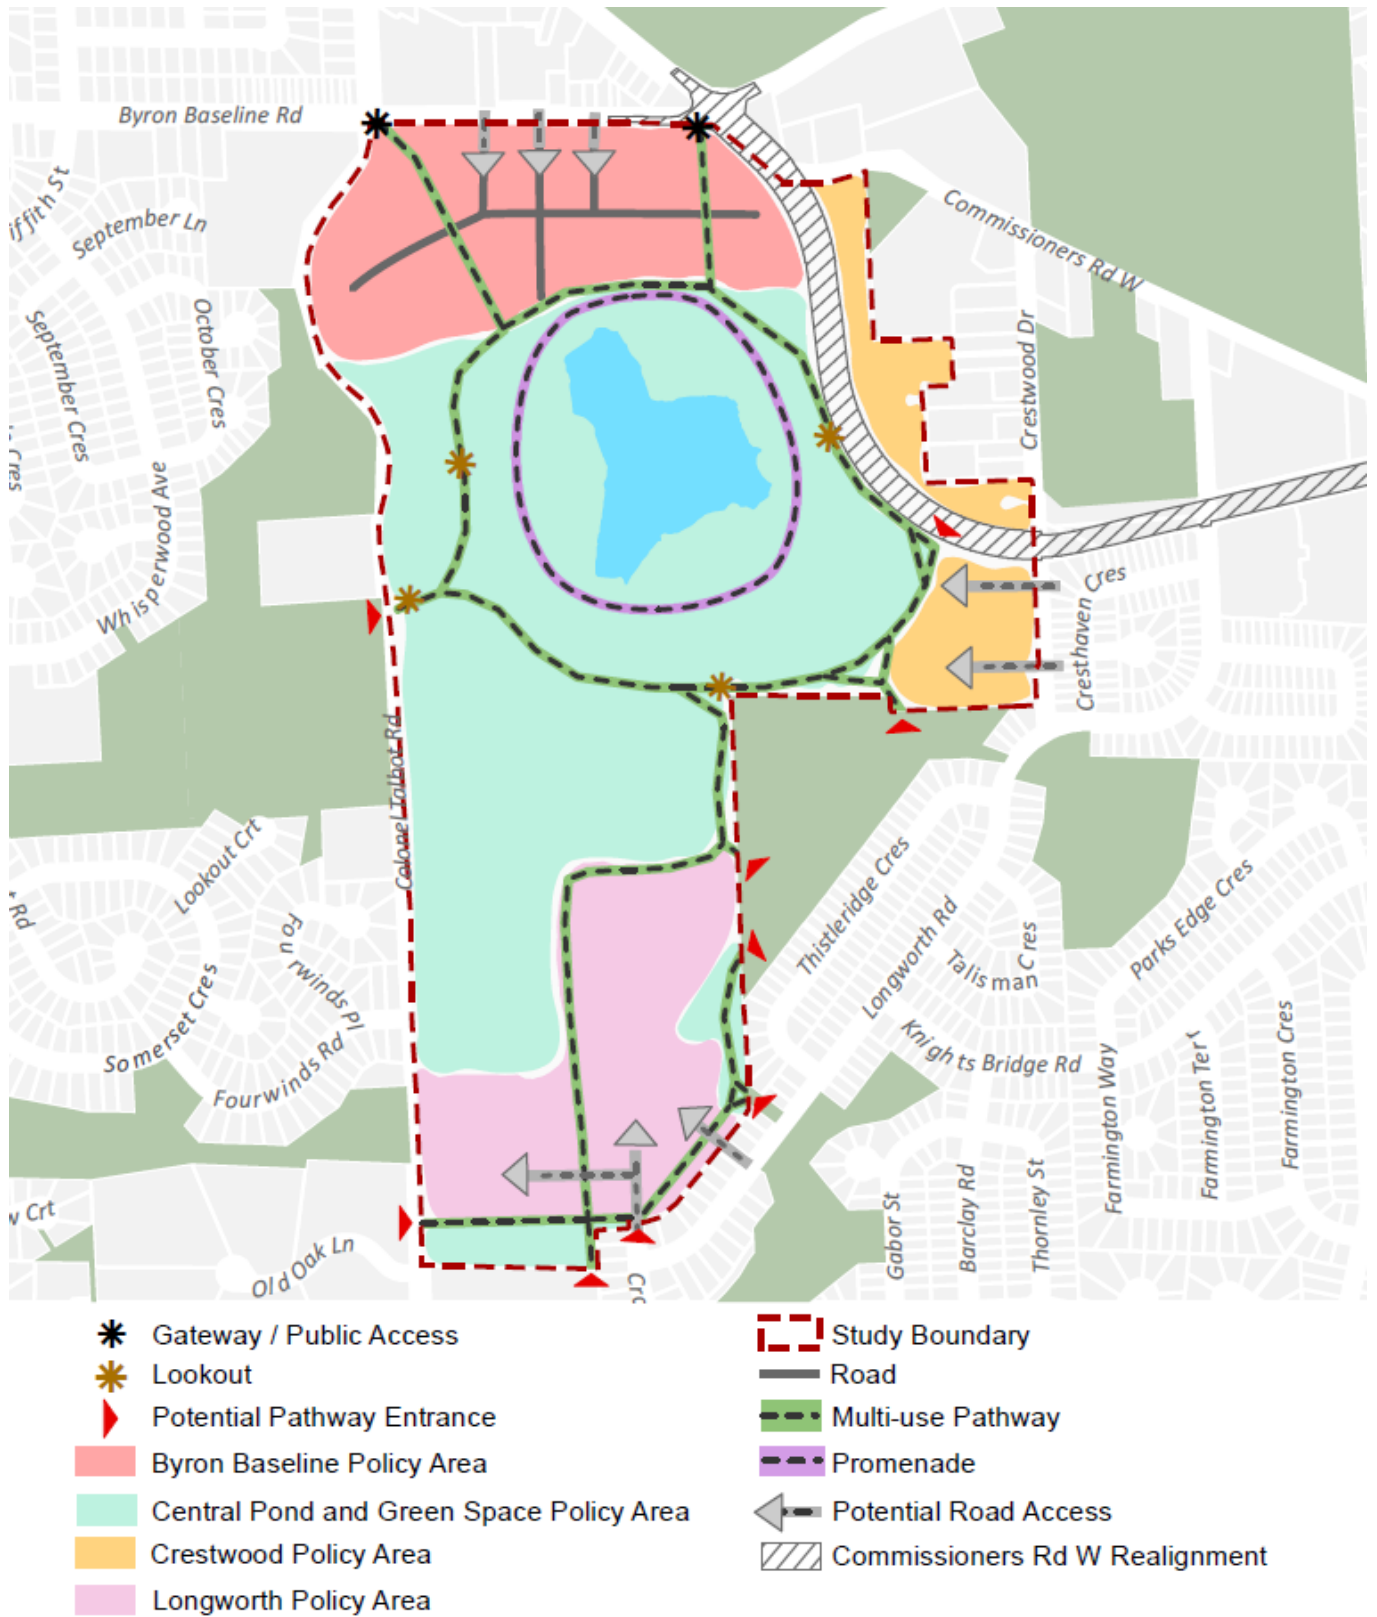 Byron Baseline Rd
iffith St
September Ln
Commissioners Rd W
October Cres
September Cres
Crestwood Dr
Cres
Whisperwood Ave
Cresthaven Cres
Colonel Talbot Rd
Lookout Crt
Thistleridge Cres
Parks Edge Cres
t Rd
Fourwinds Pl
Longworth Rd
Talisman Cres
Somerset Cres
Knights Bridge Rd
Farmington Way
Farmington Ter
Farmington Cres
Fourwinds Rd
w Crt
Old Oak Ln
Gabor St
Barclay Rd
Thornley St
Cro
Gateway / Public Access
Lookout
Potential Pathway Entrance
Byron Baseline Policy Area
Central Pond and Green Space Policy Area
Crestwood Policy Area
Longworth Policy Area
Study Boundary
Road
Multi-use Pathway
Promenade
Potential Road Access
Commissioners Rd W Realignment